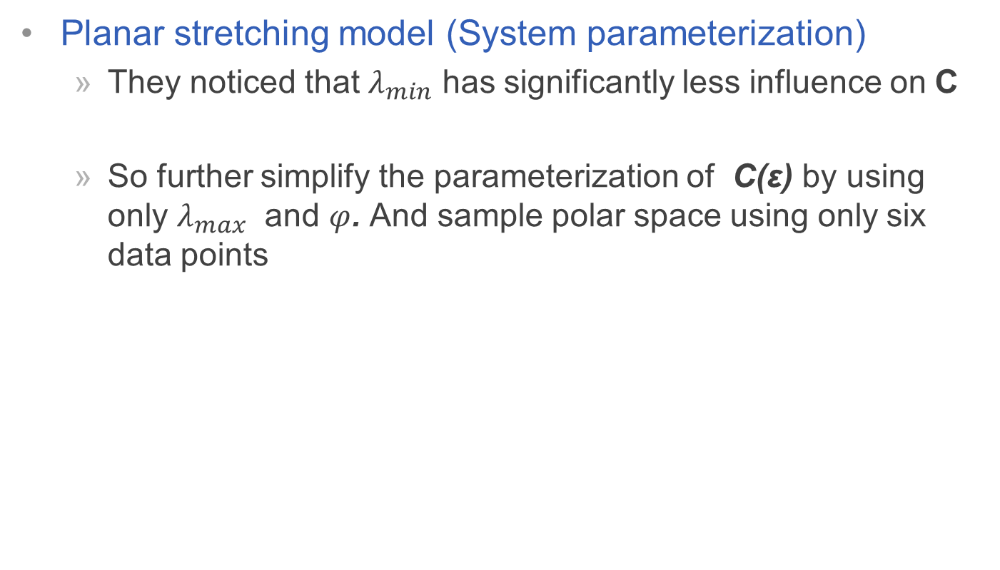 • Planar stretching model (System parameterization)
» They noticed that λ_min has significantly less influence on C
» So further simplify the parameterization of C(ε) by using
only λ_max and φ. And sample polar space using only six
data points